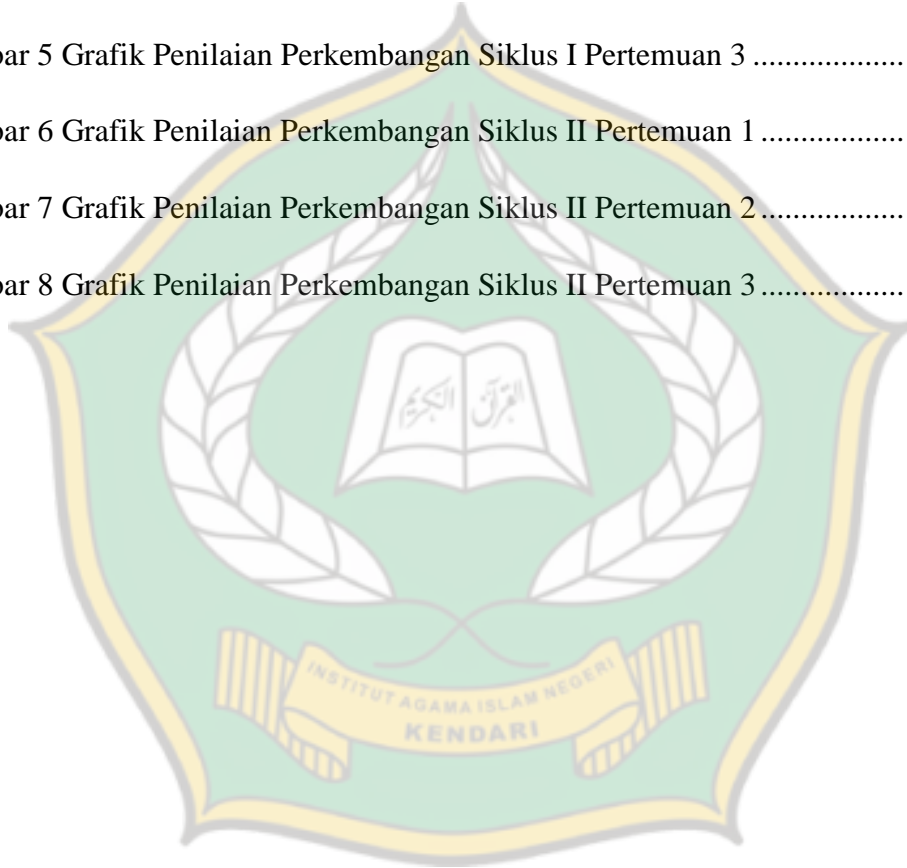 bar 5 Grafik Penilaian Perkembangan Siklus I Pertemuan 3 ...................
bar 6 Grafik Penilaian Perkembangan Siklus II Pertemuan 1 ..................
bar 7 Grafik Penilaian Perkembangan Siklus II Pertemuan 2 ..................
bar 8 Grafik Penilaian Perkembangan Siklus II Pertemuan 3 ..................
القرآن الكريم
INSTITUT AGAMA ISLAM NEGERI
KENDARI